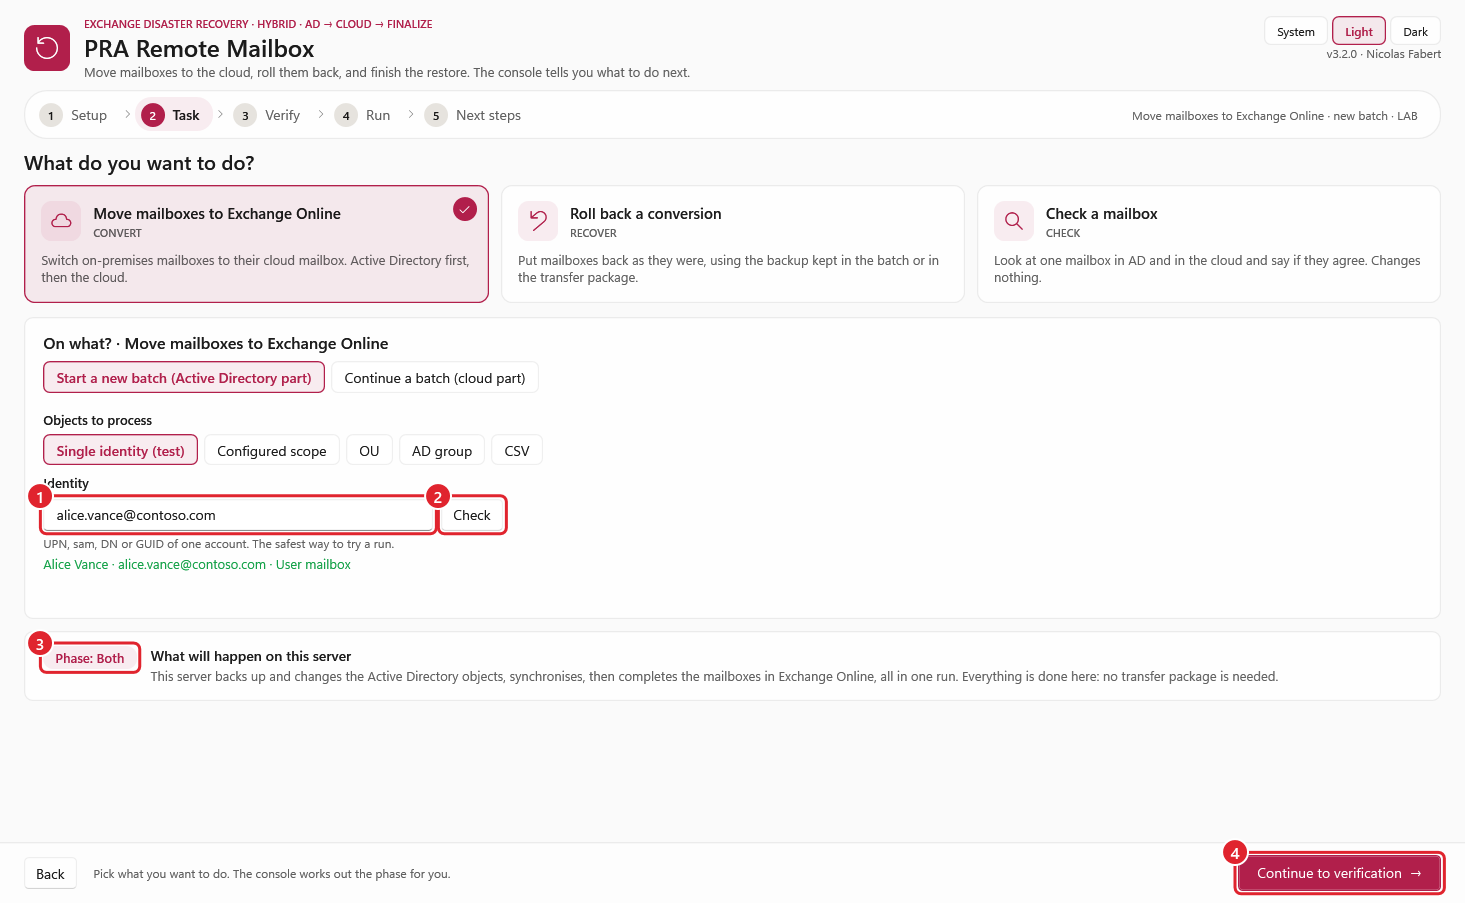 EXCHANGE DISASTER RECOVERY · HYBRID · AD → CLOUD → FINALIZE
PRA Remote Mailbox
Move mailboxes to the cloud, roll them back, and finish the restore. The console tells you what to do next.
System
Light
Dark
v3.2.0 · Nicolas Fabert
1 Setup
2 Task
3 Verify
4 Run
5 Next steps
Move mailboxes to Exchange Online · new batch · LAB
What do you want to do?
Move mailboxes to Exchange Online
CONVERT
Switch on-premises mailboxes to their cloud mailbox. Active Directory first,
then the cloud.
Roll back a conversion
RECOVER
Put mailboxes back as they were, using the backup kept in the batch or in
the transfer package.
Check a mailbox
CHECK
Look at one mailbox in AD and in the cloud and say if they agree. Changes
nothing.
On what? · Move mailboxes to Exchange Online
Start a new batch (Active Directory part)
Continue a batch (cloud part)
Objects to process
Single identity (test)
Configured scope
OU
AD group
CSV
Identity
1
alice.vance@contoso.com
2
Check
UPN, sam, DN or GUID of one account. The safest way to try a run.
Alice Vance · alice.vance@contoso.com · User mailbox
3
Phase: Both
What will happen on this server
This server backs up and changes the Active Directory objects, synchronises, then completes the mailboxes in Exchange Online, all in one run. Everything is done here: no transfer package is needed.
Back
Pick what you want to do. The console works out the phase for you.
4
Continue to verification →